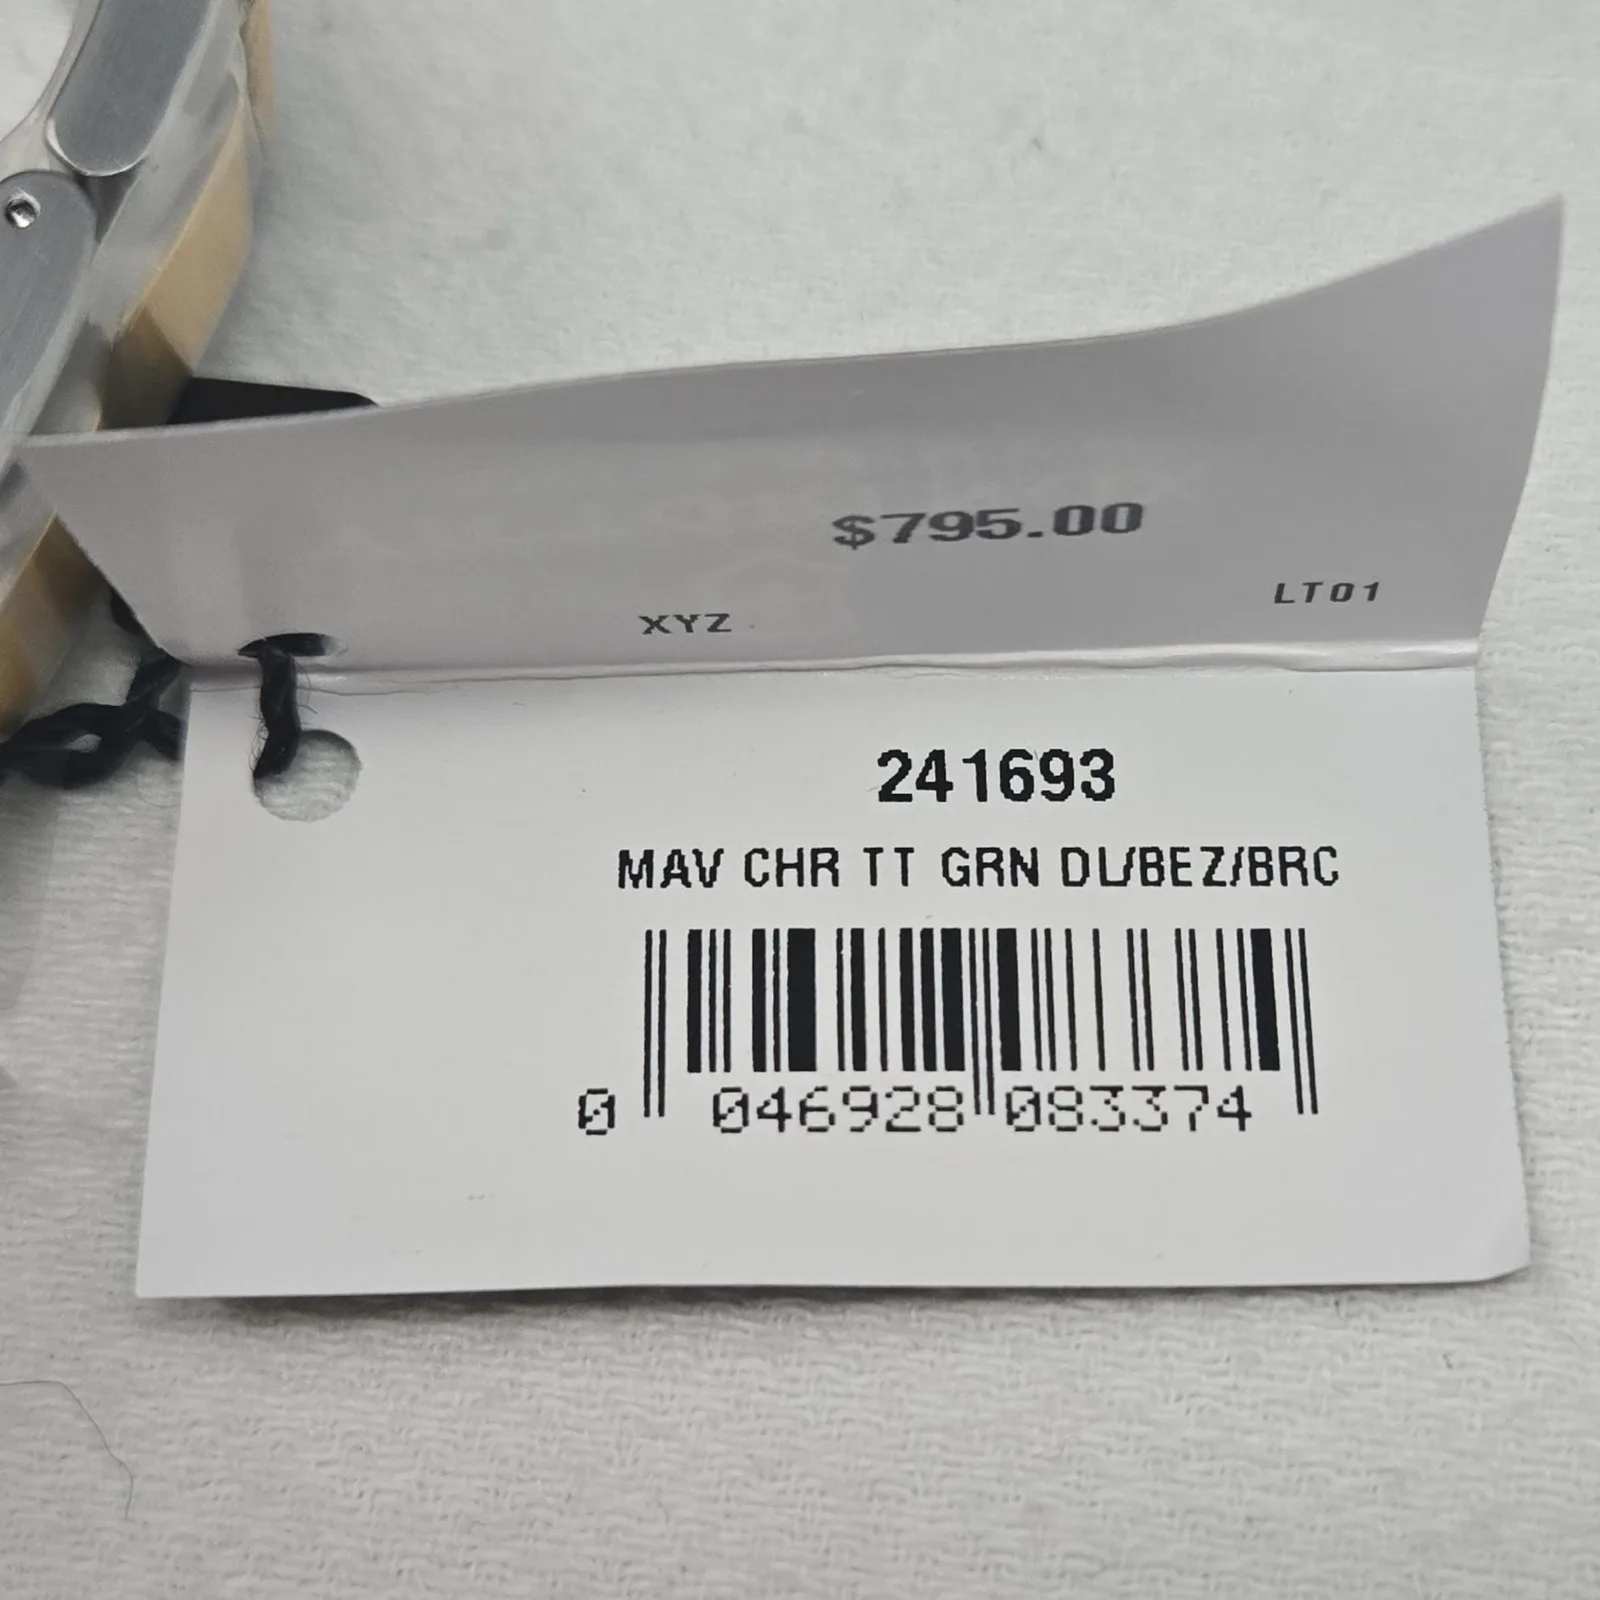 $795.00
XYZ
LT01
241693
MAV CHR TT GRN DL/BEZ/BRC
0 046928 083374